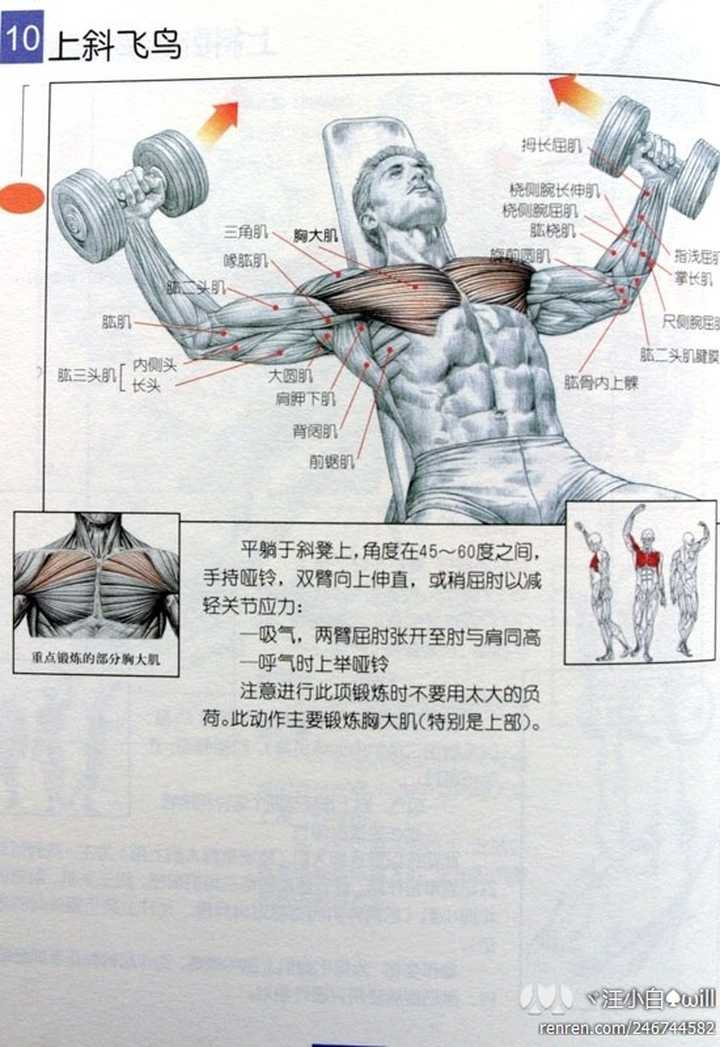 10 上斜飞鸟
拇长屈肌
桡侧腕长伸肌
桡侧腕屈肌
肱桡肌
旋前圆肌
指浅屈肌
掌长肌
尺侧腕屈
肱二头肌腱膜
肱骨内上髁
三角肌
胸大肌
喙肱肌
肱二头肌
肱肌
肱三头肌
内侧头
长头
大圆肌
肩胛下肌
背阔肌
前锯肌
重点锻炼的部分胸大肌
平躺于斜凳上，角度在45～60度之间，
手持哑铃，双臂向上伸直，或稍屈肘以减
轻关节应力：
—吸气，两臂屈肘张开至肘与肩同高
—呼气时上举哑铃
注意进行此项锻炼时不要用太大的负
荷。此动作主要锻炼胸大肌(特别是上部)。
ヾ汪小白♠will
renren.com/246744582